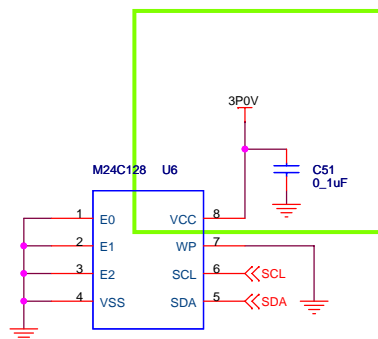 3P0V
M24C128 U6
C51
0_1uF
1 E0 VCC 8
2 E1 WP 7
3 E2 SCL 6 SCL
4 VSS SDA 5 SDA